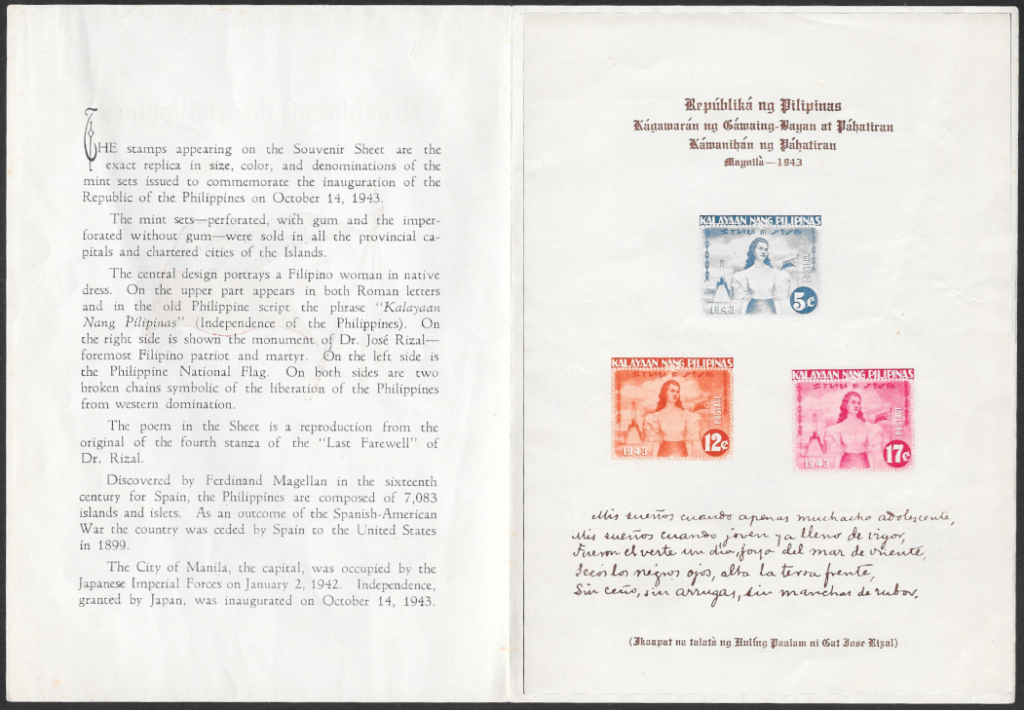 THE stamps appearing on the Souvenir Sheet are the
exact replica in size, color, and denominations of the
mint sets issued to commemorate the inauguration of the
Republic of the Philippines on October 14, 1943.
The mint sets—perforated, with gum and the imper-
forated without gum—were sold in all the provincial ca-
pitals and chartered cities of the Islands.
The central design portrays a Filipino woman in native
dress. On the upper part appears in both Roman letters
and in the old Philippine script the phrase "Kalayaan
Nang Pilipinas" (Independence of the Philippines). On
the right side is shown the monument of Dr. José Rizal—
foremost Filipino patriot and martyr. On the left side is
the Philippine National Flag. On both sides are two
broken chains symbolic of the liberation of the Philippines
from western domination.
The poem in the Sheet is a reproduction from the
original of the fourth stanza of the "Last Farewell" of
Dr. Rizal.
Discovered by Ferdinand Magellan in the sixteenth
century for Spain, the Philippines are composed of 7,083
islands and islets. As an outcome of the Spanish-American
War the country was ceded by Spain to the United States
in 1899.
The City of Manila, the capital, was occupied by the
Japanese Imperial Forces on January 2, 1942. Independence,
granted by Japan, was inaugurated on October 14, 1943.
Repúbliká ng Pilipinas
Kágawarán ng Gáwaing-Bayan at Páhatiran
Káwanihán ng Páhatiran
Maynilà—1943
KALAYAAN NANG PILIPINAS
POSTAGE
1943
5¢
KALAYAAN NANG PILIPINAS
POSTAGE
1943
12¢
KALAYAAN NANG PILIPINAS
POSTAGE
1943
17¢
Mis sueños cuando apenas muchacho adolescente,
Mis sueños cuando joven ya lleno de vigor,
Fueron el verte un dia, joya del mar de oriente,
Secos los negros ojos, alta la tersa frente,
Sin ceño, sin arrugas, sin manchas de rubor.
(Ikaapat na talatà ng Hulíng Paalam ni Gat Jose Rizal)